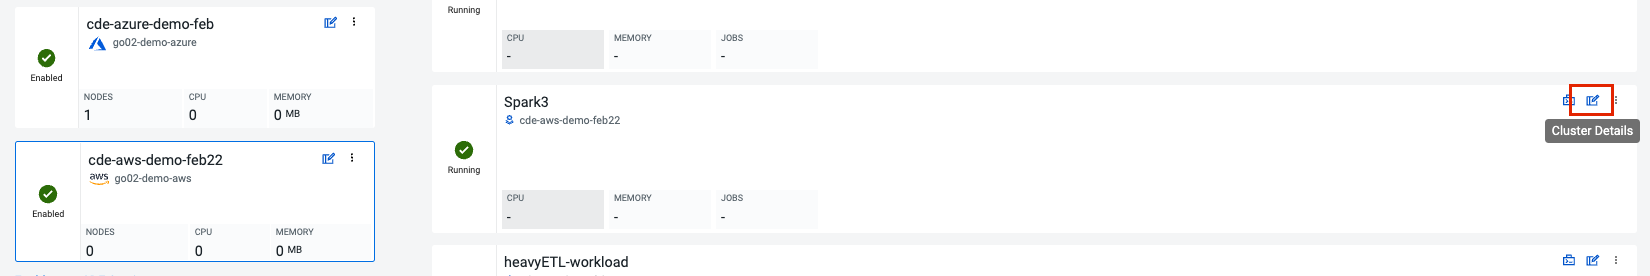 cde-azure-demo-feb
go02-demo-azure
Enabled
NODES CPU MEMORY
1 0 0 MB
cde-aws-demo-feb22
aws go02-demo-aws
Enabled
NODES CPU MEMORY
0 0 0 MB
Running
CPU MEMORY JOBS
- - -
Spark3
cde-aws-demo-feb22
Cluster Details
Running
CPU MEMORY JOBS
- - -
heavyETL-workload